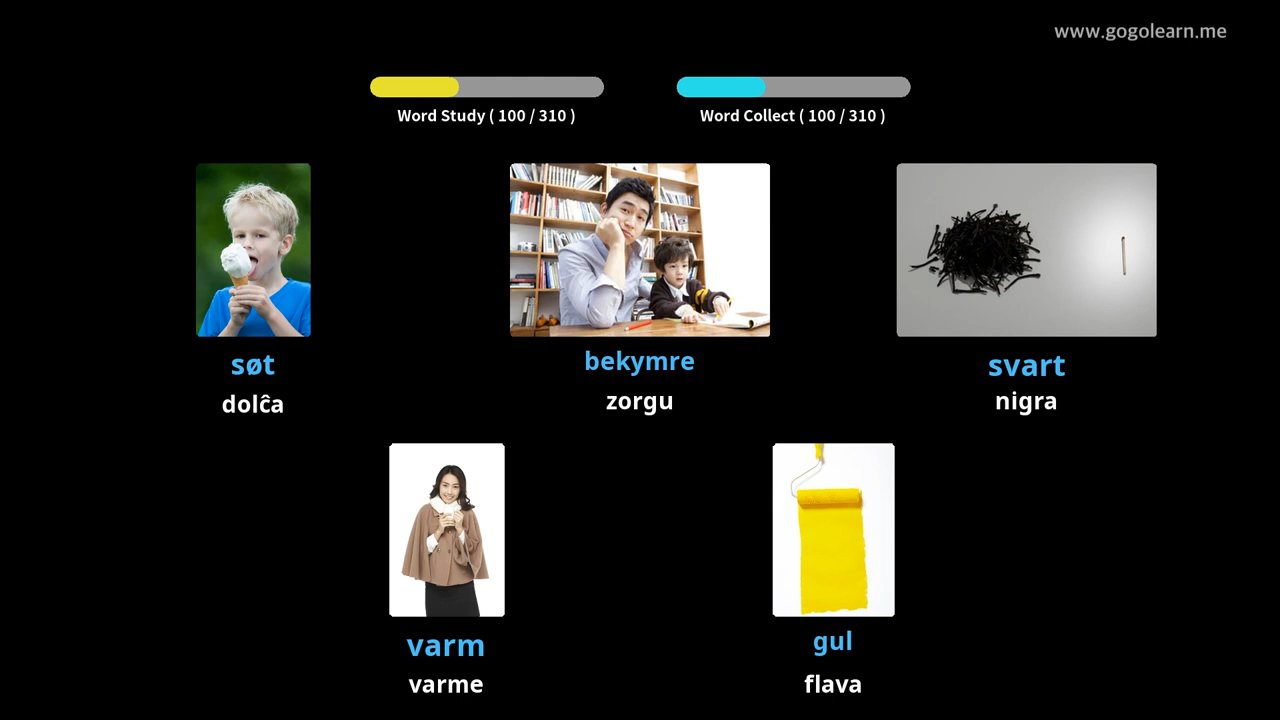 www.gogolearn.me
Word Study ( 100 / 310 )
Word Collect ( 100 / 310 )
søt
dolĉa
bekymre
zorgu
svart
nigra
varm
varme
gul
flava